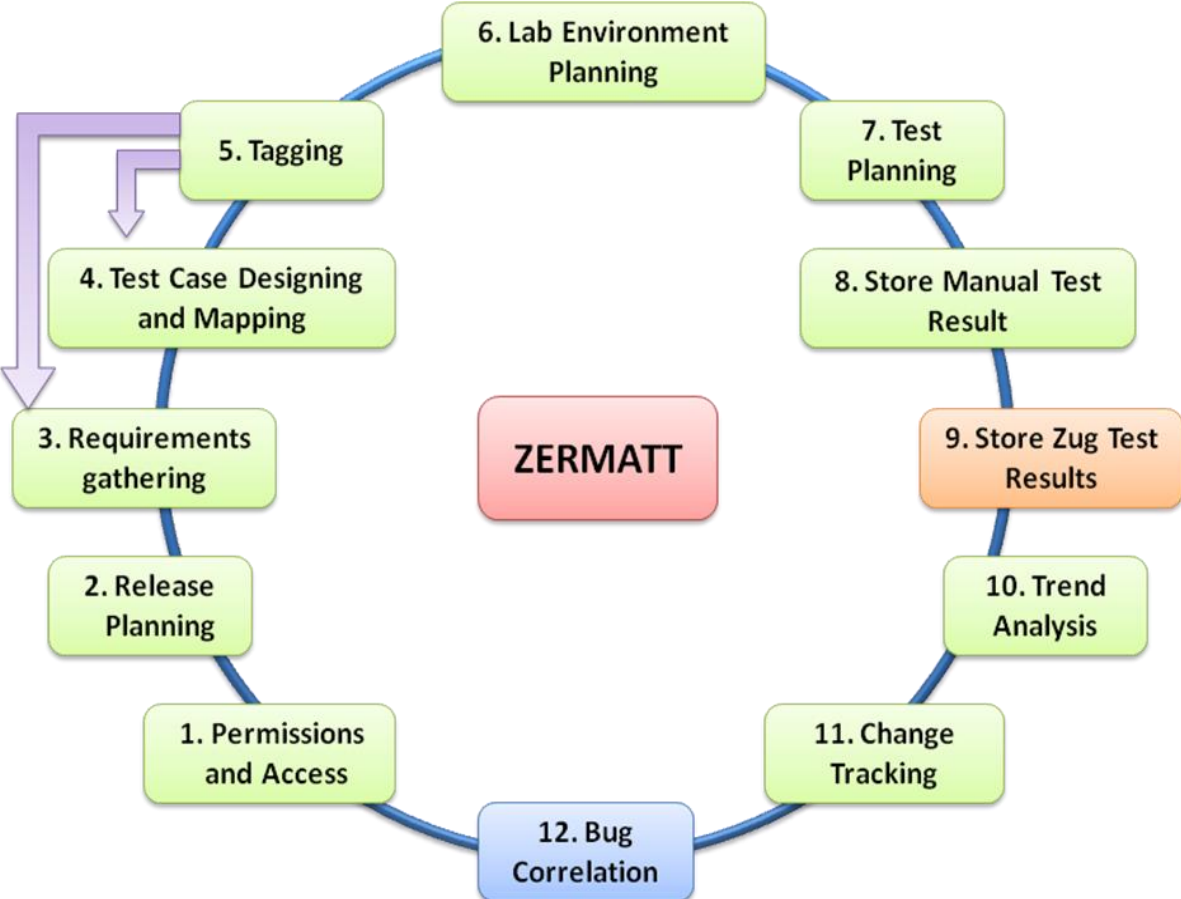 6. Lab Environment
Planning
5. Tagging
7. Test
Planning
4. Test Case Designing
and Mapping
8. Store Manual Test
Result
3. Requirements
gathering
ZERMATT
9. Store Zug Test
Results
2. Release
Planning
10. Trend
Analysis
1. Permissions
and Access
11. Change
Tracking
12. Bug
Correlation